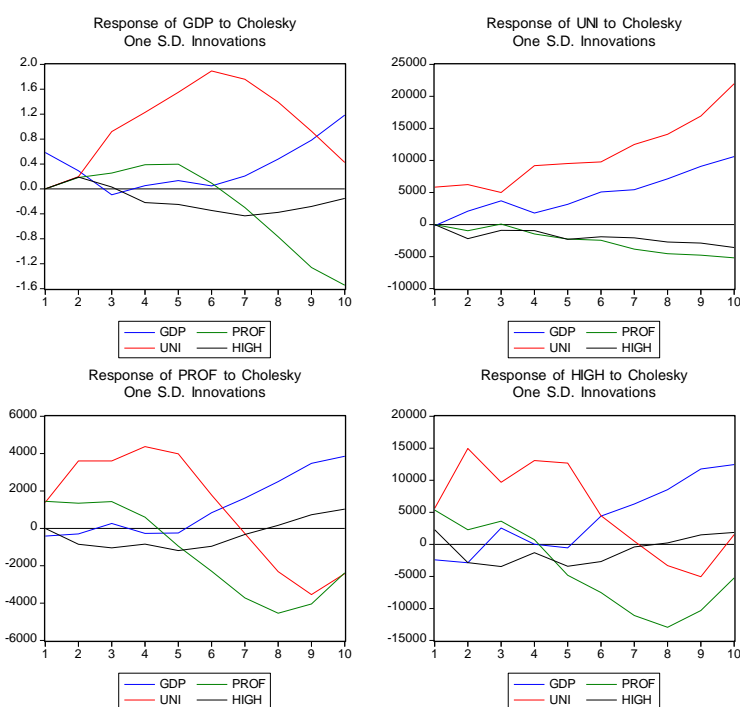 Response of GDP to Cholesky
One S.D. Innovations
2.0
1.6
1.2
0.8
0.4
0.0
-0.4
-0.8
-1.2
-1.6
1 2 3 4 5 6 7 8 9 10
GDP PROF
UNI HIGH
Response of UNI to Cholesky
One S.D. Innovations
25000
20000
15000
10000
5000
0
-5000
-10000
1 2 3 4 5 6 7 8 9 10
GDP PROF
UNI HIGH
Response of PROF to Cholesky
One S.D. Innovations
6000
4000
2000
0
-2000
-4000
-6000
1 2 3 4 5 6 7 8 9 10
GDP PROF
UNI HIGH
Response of HIGH to Cholesky
One S.D. Innovations
20000
15000
10000
5000
0
-5000
-10000
-15000
1 2 3 4 5 6 7 8 9 10
GDP PROF
UNI HIGH